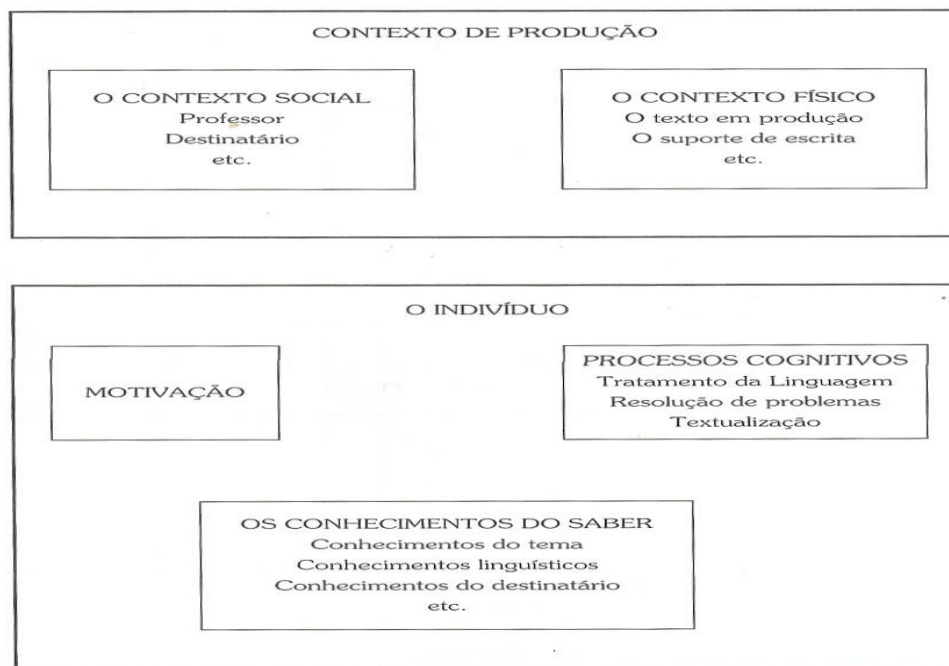 CONTEXTO DE PRODUÇÃO
O CONTEXTO SOCIAL
Professor
Destinatário
etc.
O CONTEXTO FÍSICO
O texto em produção
O suporte de escrita
etc.
O INDIVÍDUO
MOTIVAÇÃO
PROCESSOS COGNITIVOS
Tratamento da Linguagem
Resolução de problemas
Textualização
OS CONHECIMENTOS DO SABER
Conhecimentos do tema
Conhecimentos linguísticos
Conhecimentos do destinatário
etc.